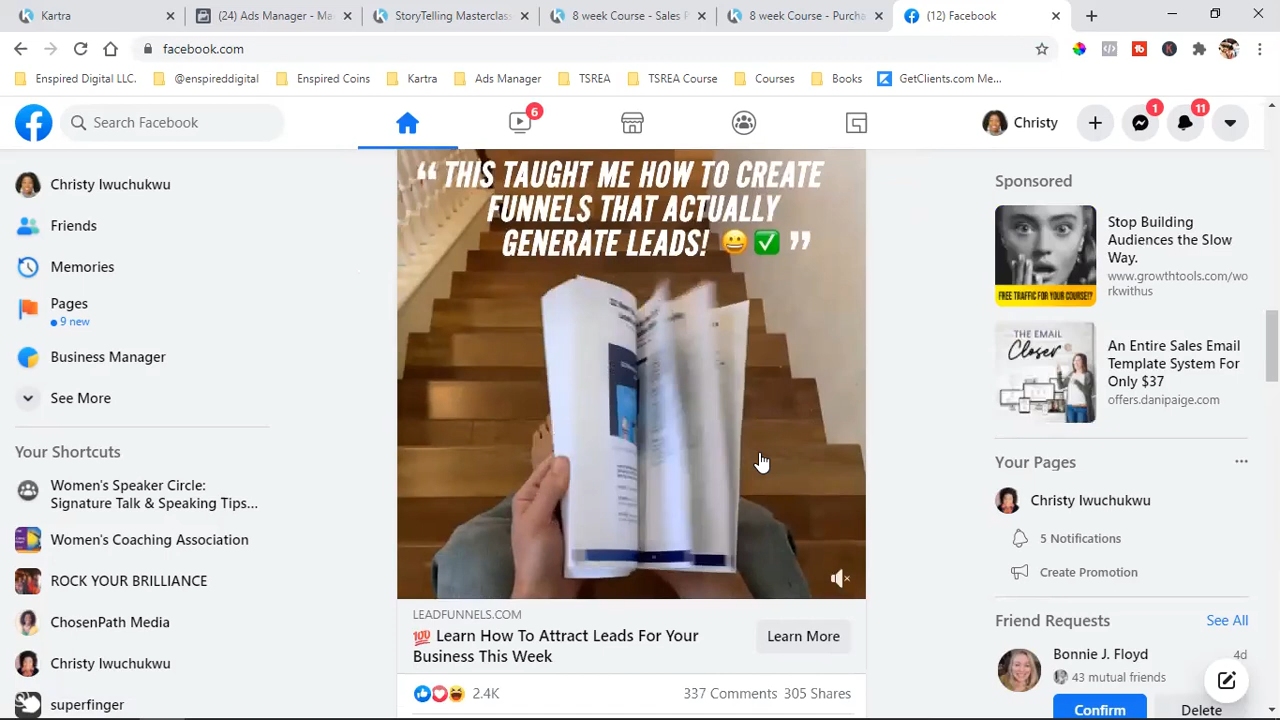 Kartra
(24) Ads Manager - Ma
StoryTelling Masterclass
8 week Course - Sales P
8 week Course - Purcha
(12) Facebook
facebook.com
Enspired Digital LLC.
@enspireddigital
Enspired Coins
Kartra
Ads Manager
TSREA
TSREA Course
Courses
Books
GetClients.com Me...
Search Facebook
6
Christy
1
11
Christy Iwuchukwu
Friends
Memories
Pages
9 new
Business Manager
See More
Your Shortcuts
Women's Speaker Circle:
Signature Talk & Speaking Tips...
Women's Coaching Association
ROCK YOUR BRILLIANCE
ChosenPath Media
Christy Iwuchukwu
superfinger
“ THIS TAUGHT ME HOW TO CREATE
FUNNELS THAT ACTUALLY
GENERATE LEADS! 😀 ✅ ”
LEADFUNNELS.COM
💯 Learn How To Attract Leads For Your
Business This Week
Learn More
2.4K
337 Comments 305 Shares
Sponsored
FREE TRAFFIC FOR YOUR COURSE!?
Stop Building
Audiences the Slow
Way.
www.growthtools.com/wo
rkwithus
THE EMAIL
Closer
An Entire Sales Email
Template System For
Only $37
offers.danipaige.com
Your Pages
Christy Iwuchukwu
5 Notifications
Create Promotion
Friend Requests
See All
Bonnie J. Floyd
4d
43 mutual friends
Confirm
Delete